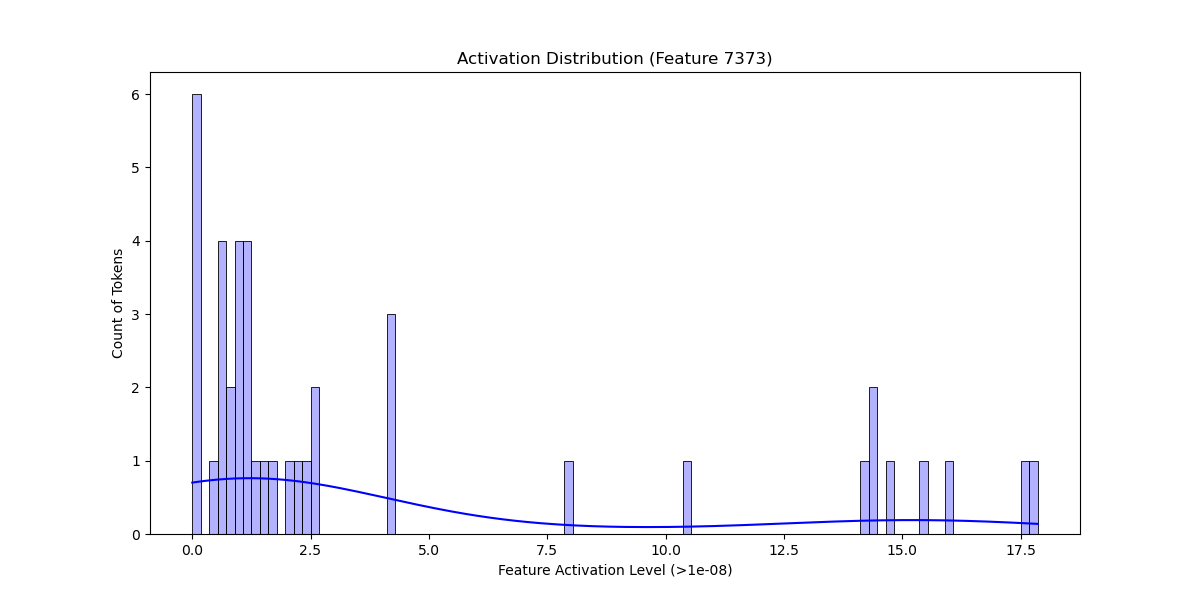 Activation Distribution (Feature 7373)
6
5
4
3
2
1
0
Count of Tokens
0.0 2.5 5.0 7.5 10.0 12.5 15.0 17.5
Feature Activation Level (>1e-08)